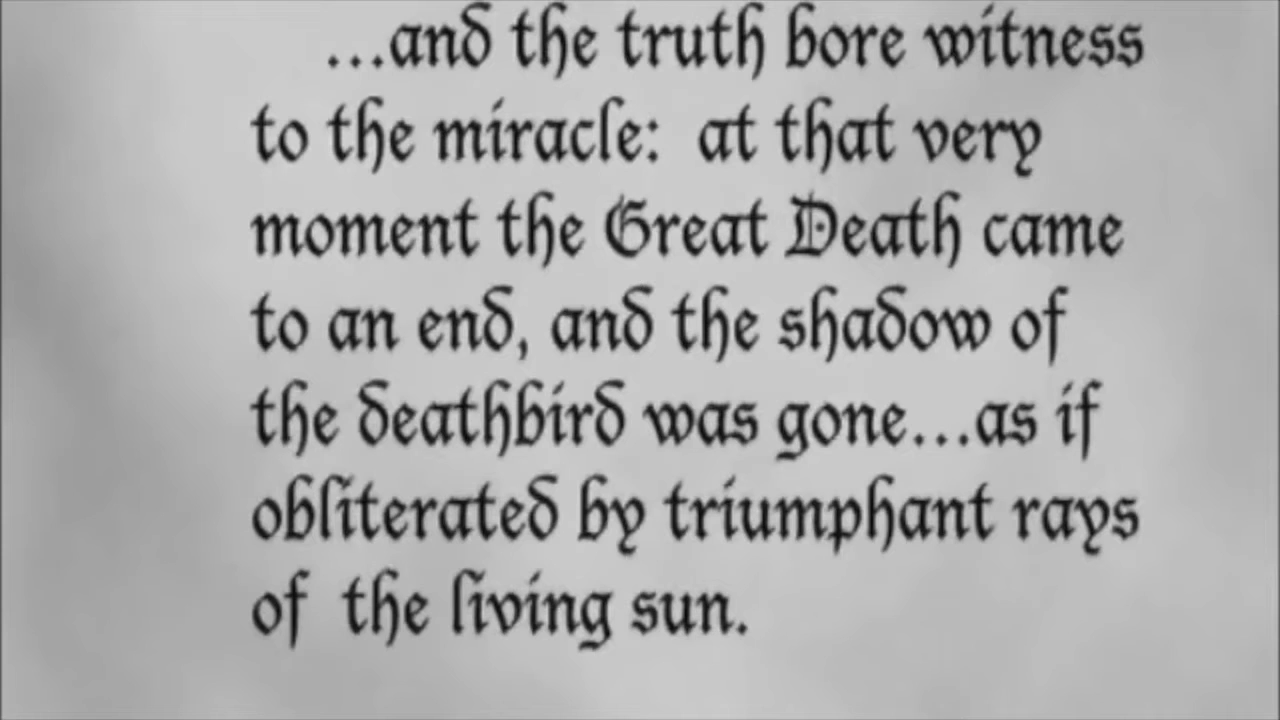 ...and the truth bore witness
to the miracle: at that very
moment the Great Death came
to an end, and the shadow of
the deathbird was gone...as if
obliterated by triumphant rays
of the living sun.